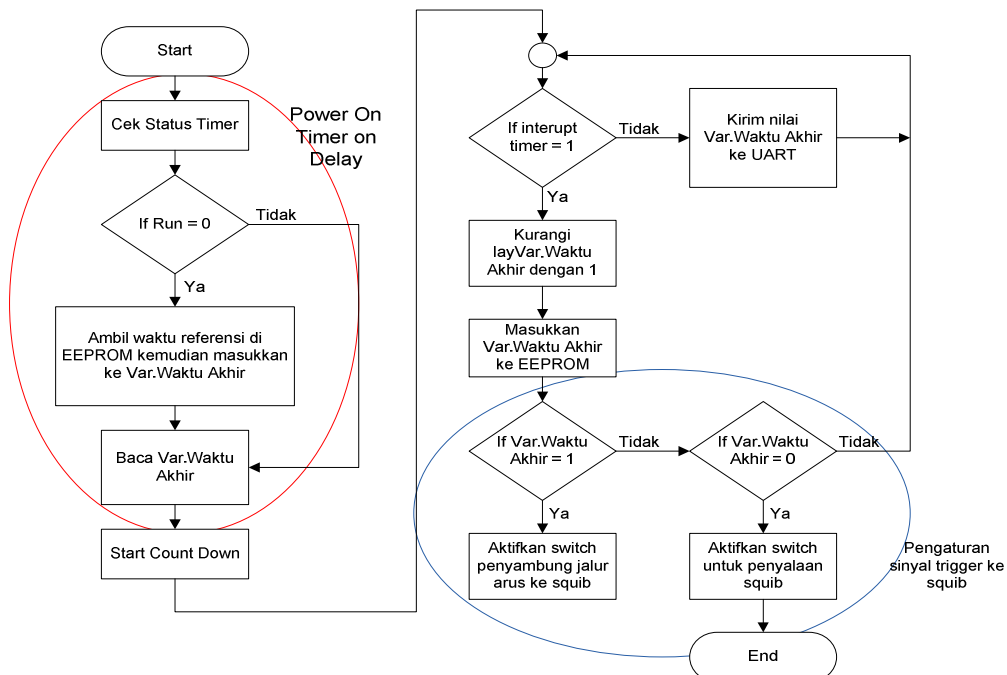 Start
Cek Status Timer
Power On
Timer on
Delay
If Run = 0
Tidak
Ya
Ambil waktu referensi di
EEPROM kemudian masukkan
ke Var.Waktu Akhir
Baca Var.Waktu
Akhir
Start Count Down
If interupt
timer = 1
Tidak
Kirim nilai
Var.Waktu Akhir
ke UART
Ya
Kurangi
layVar.Waktu
Akhir dengan 1
Masukkan
Var.Waktu Akhir
ke EEPROM
If Var.Waktu
Akhir = 1
Tidak
If Var.Waktu
Akhir = 0
Tidak
Ya
Ya
Aktifkan switch
penyambung jalur
arus ke squib
Aktifkan switch
untuk penyalaan
squib
Pengaturan
sinyal trigger ke
squib
End